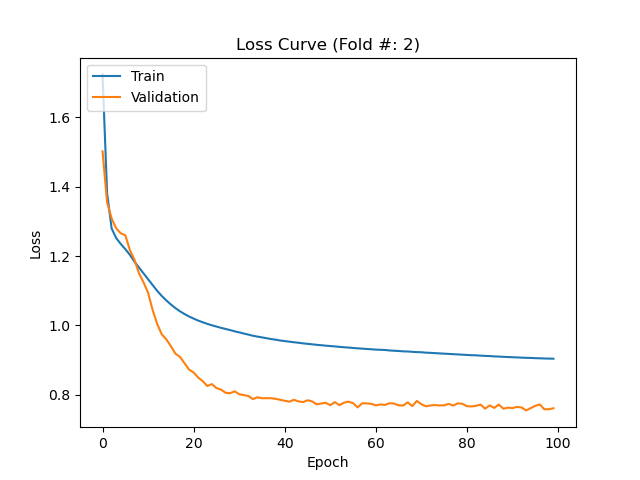 Loss Curve (Fold #: 2)
Train
Validation
1.6
1.4
1.2
1.0
0.8
Loss
0 20 40 60 80 100
Epoch